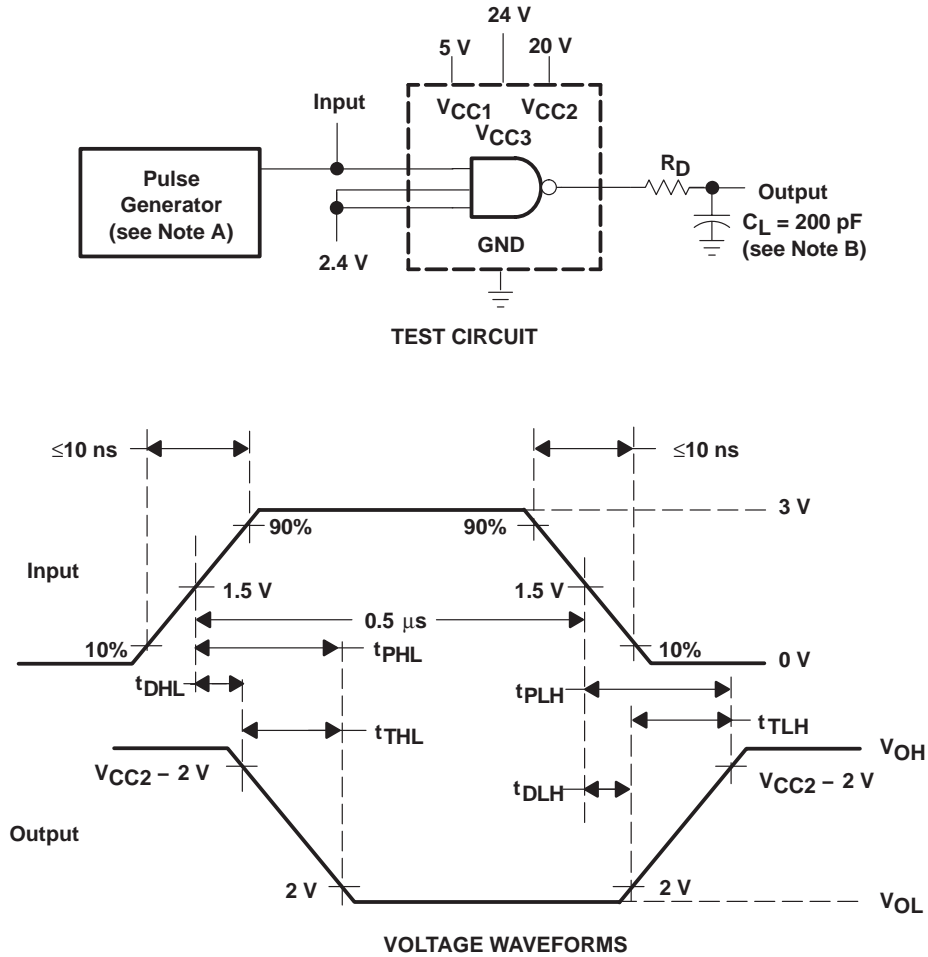 24 V
5 V
20 V
Input
VCC1
VCC2
VCC3
Pulse
Generator
(see Note A)
RD
Output
CL = 200 pF
(see Note B)
GND
2.4 V
TEST CIRCUIT
≤10 ns
≤10 ns
3 V
90%
90%
Input
1.5 V
1.5 V
0.5 μs
10%
tPHL
10%
0 V
tDHL
tPLH
tTHL
tTLH
VOH
VCC2 – 2 V
VCC2 – 2 V
tDLH
Output
2 V
2 V
VOL
VOLTAGE WAVEFORMS